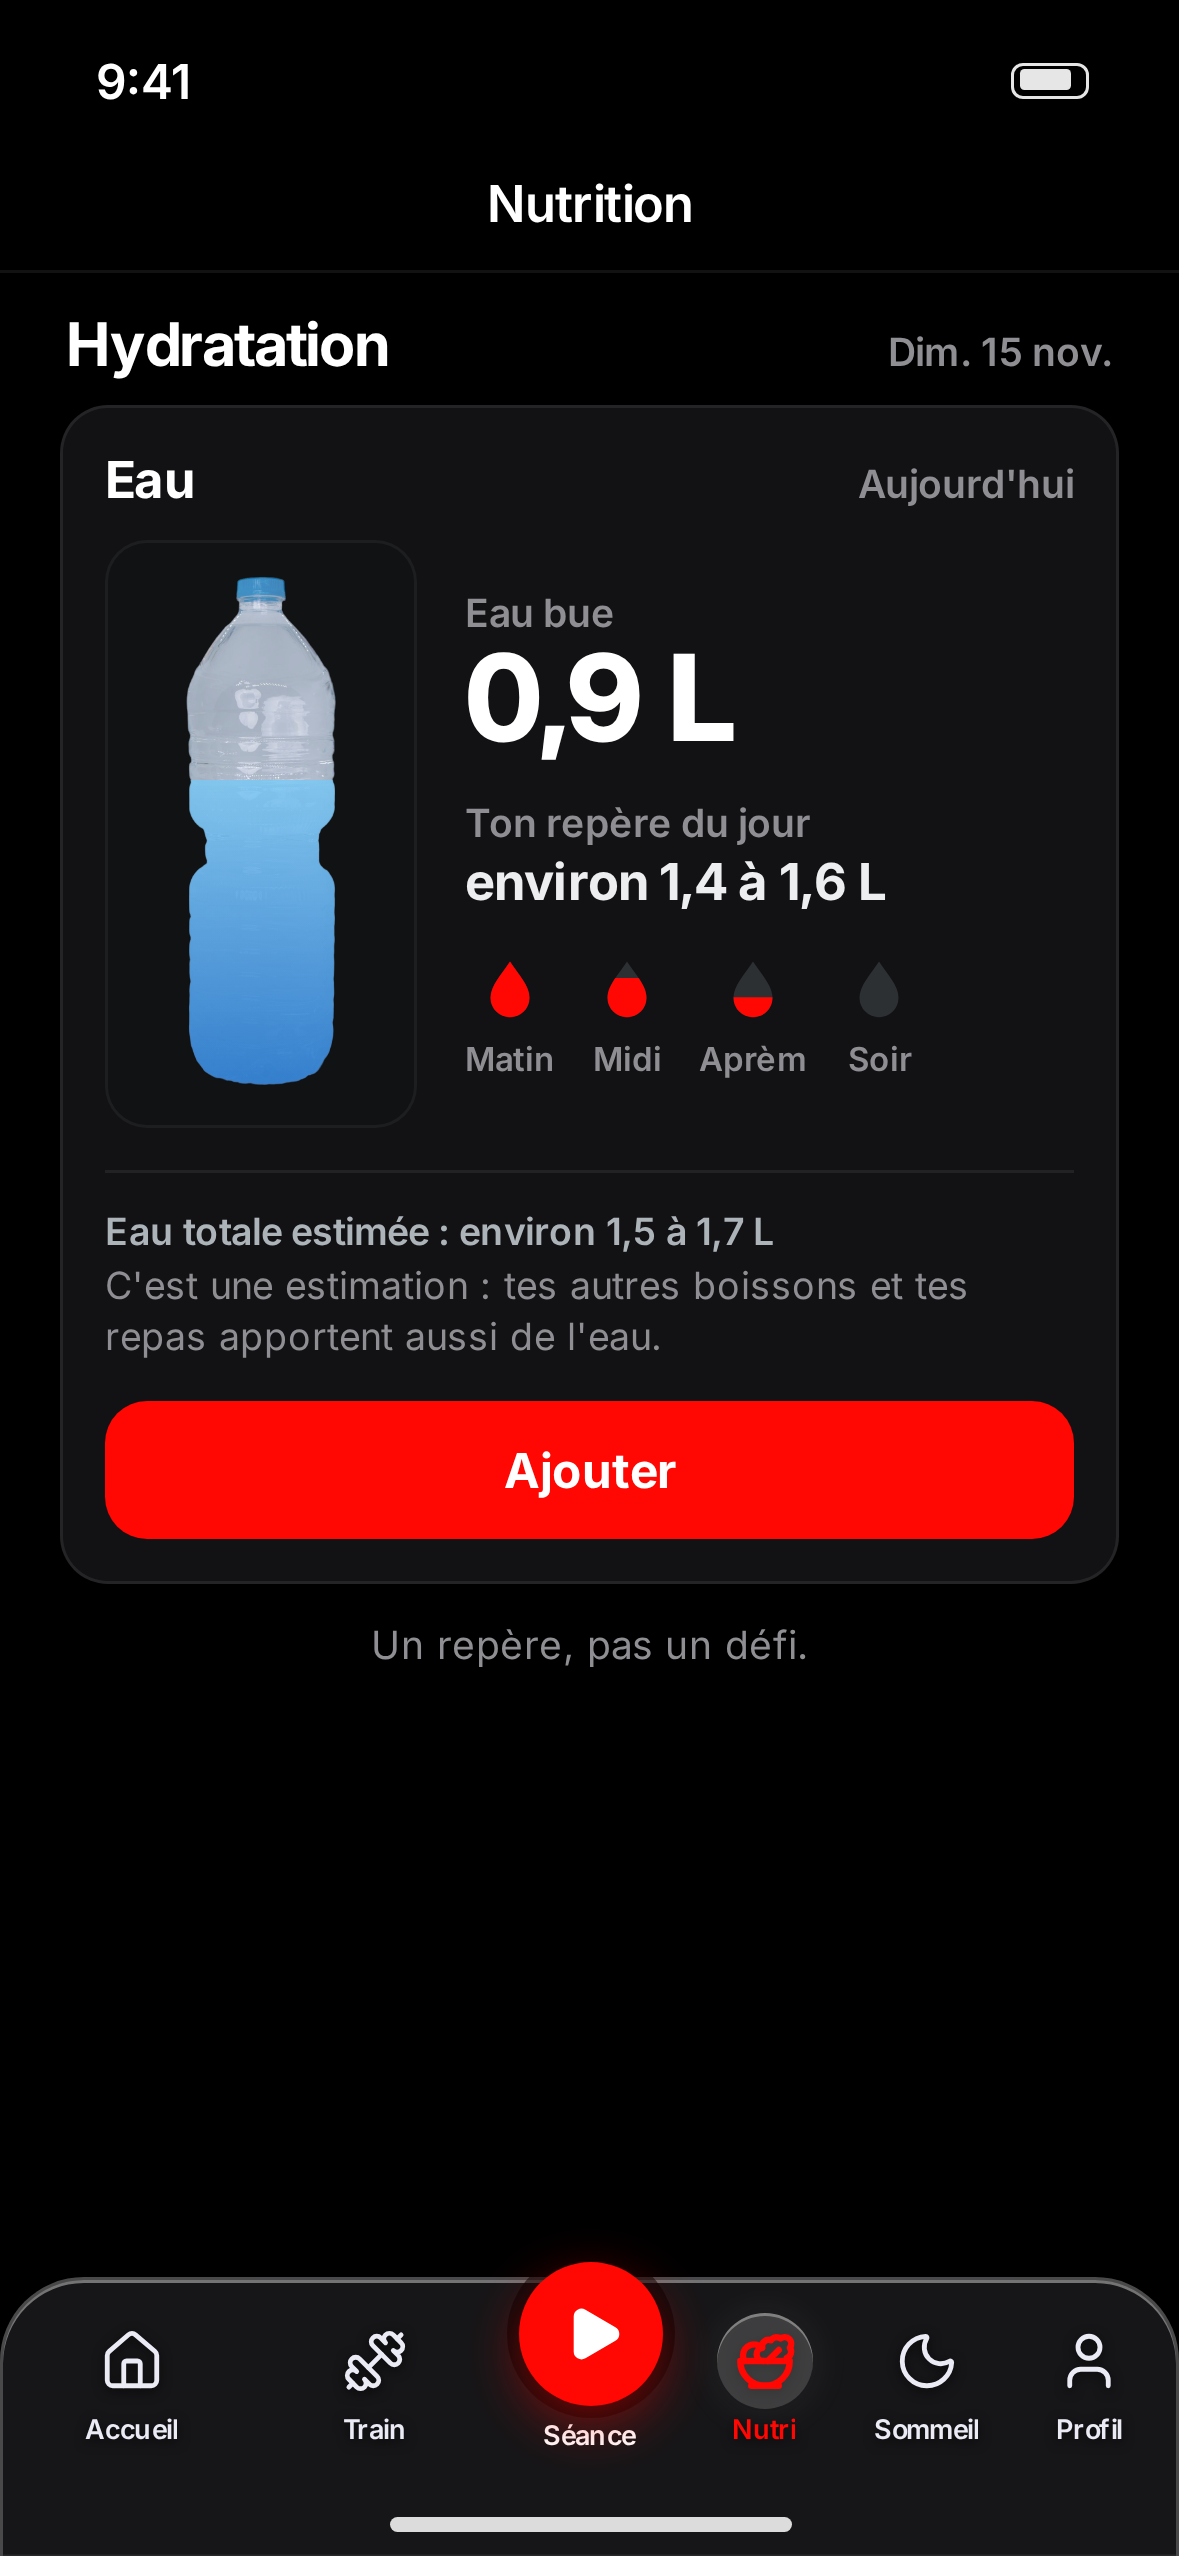 9:41
Nutrition
Hydratation
Dim. 15 nov.
Eau
Aujourd'hui
Eau bue
0,9 L
Ton repère du jour
environ 1,4 à 1,6 L
Matin Midi Aprèm Soir
Eau totale estimée : environ 1,5 à 1,7 L
C'est une estimation : tes autres boissons et tes
repas apportent aussi de l'eau.
Ajouter
Un repère, pas un défi.
Accueil Train Séance Nutri Sommeil Profil